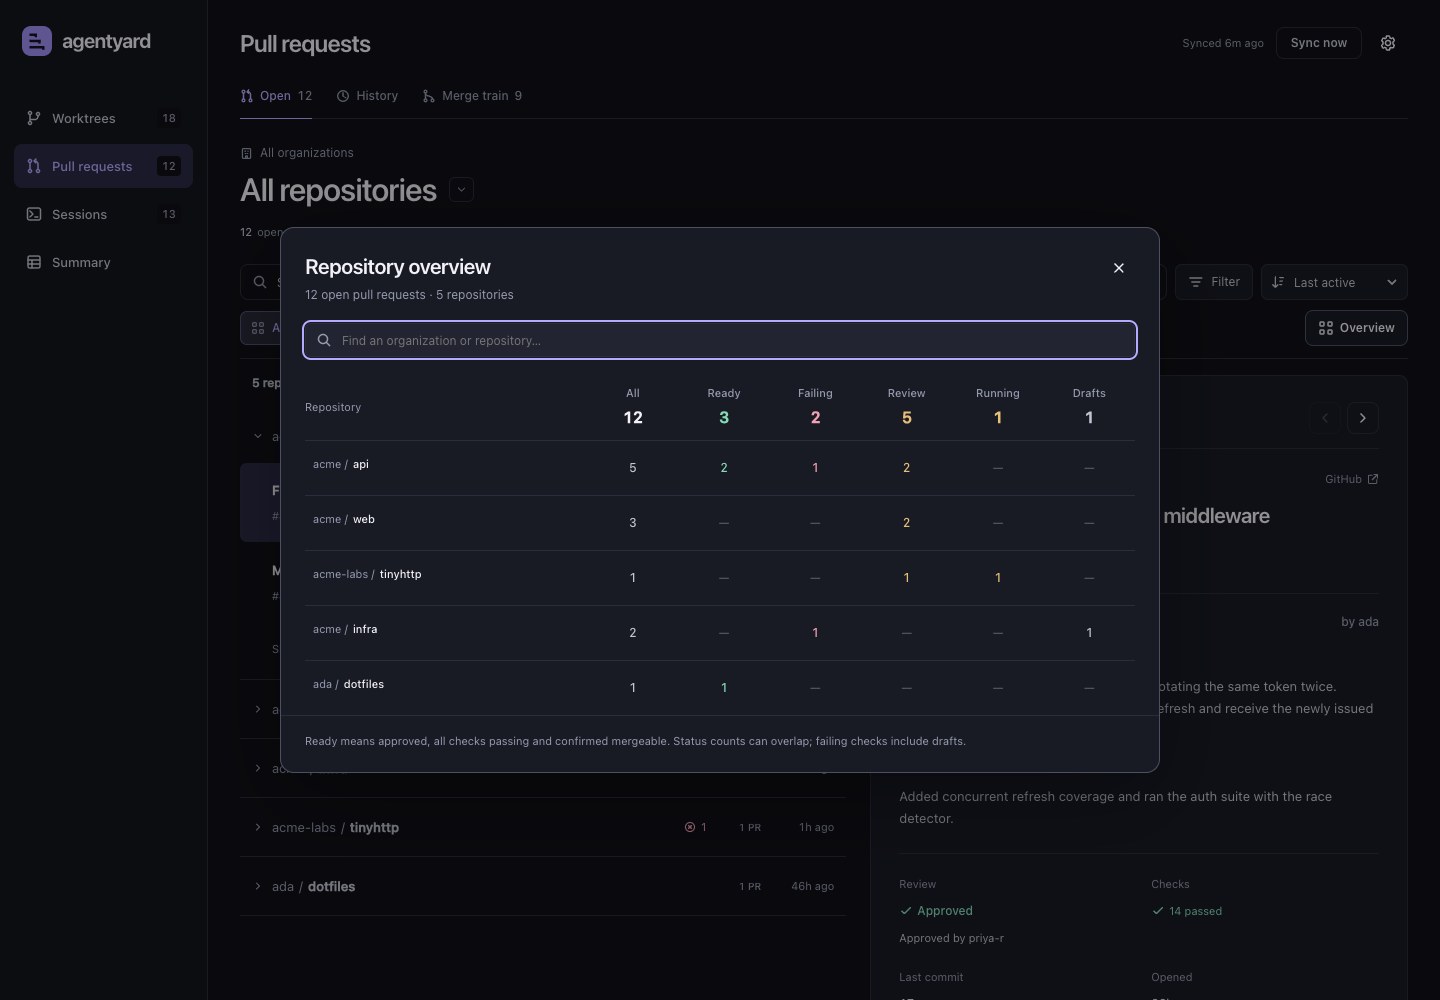 agentyard
Worktrees 18
Pull requests 12
Sessions 13
Summary
Pull requests
Synced 6m ago
Sync now
Open 12
History
Merge train 9
All organizations
All repositories
12 open
Filter
Last active
Overview
5 rep
Repository overview
12 open pull requests · 5 repositories
Find an organization or repository...
Repository All Ready Failing Review Running Drafts
12 3 2 5 1 1
acme / api 5 2 1 2 — —
acme / web 3 — — 2 — —
acme-labs / tinyhttp 1 — — 1 1 —
acme / infra 2 — 1 — — 1
ada / dotfiles 1 1 — — — —
Ready means approved, all checks passing and confirmed mergeable. Status counts can overlap; failing checks include drafts.
acme-labs / tinyhttp 1 1 PR 1h ago
ada / dotfiles 1 PR 46h ago
GitHub
middleware
by ada
otating the same token twice.
efresh and receive the newly issued
Added concurrent refresh coverage and ran the auth suite with the race
detector.
Review
Checks
Approved
14 passed
Approved by priya-r
Last commit
Opened